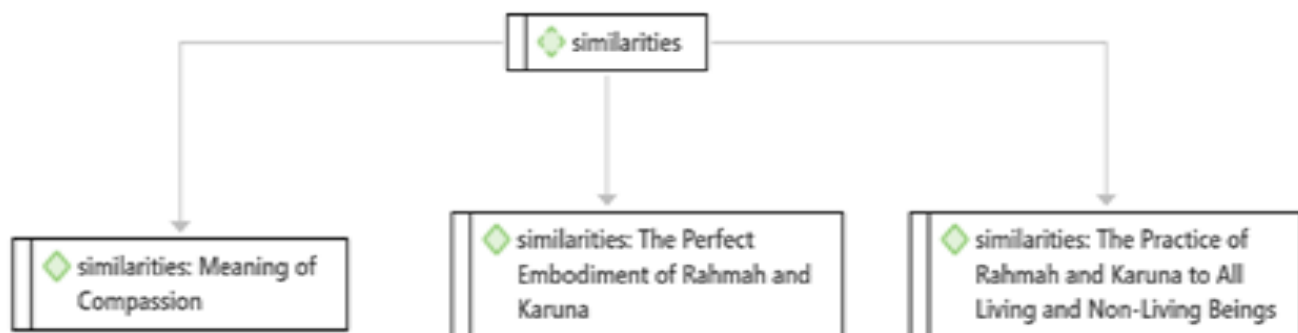 similarities
similarities: Meaning of
Compassion
similarities: The Perfect
Embodiment of Rahmah and
Karuna
similarities: The Practice of
Rahmah and Karuna to All
Living and Non-Living Beings